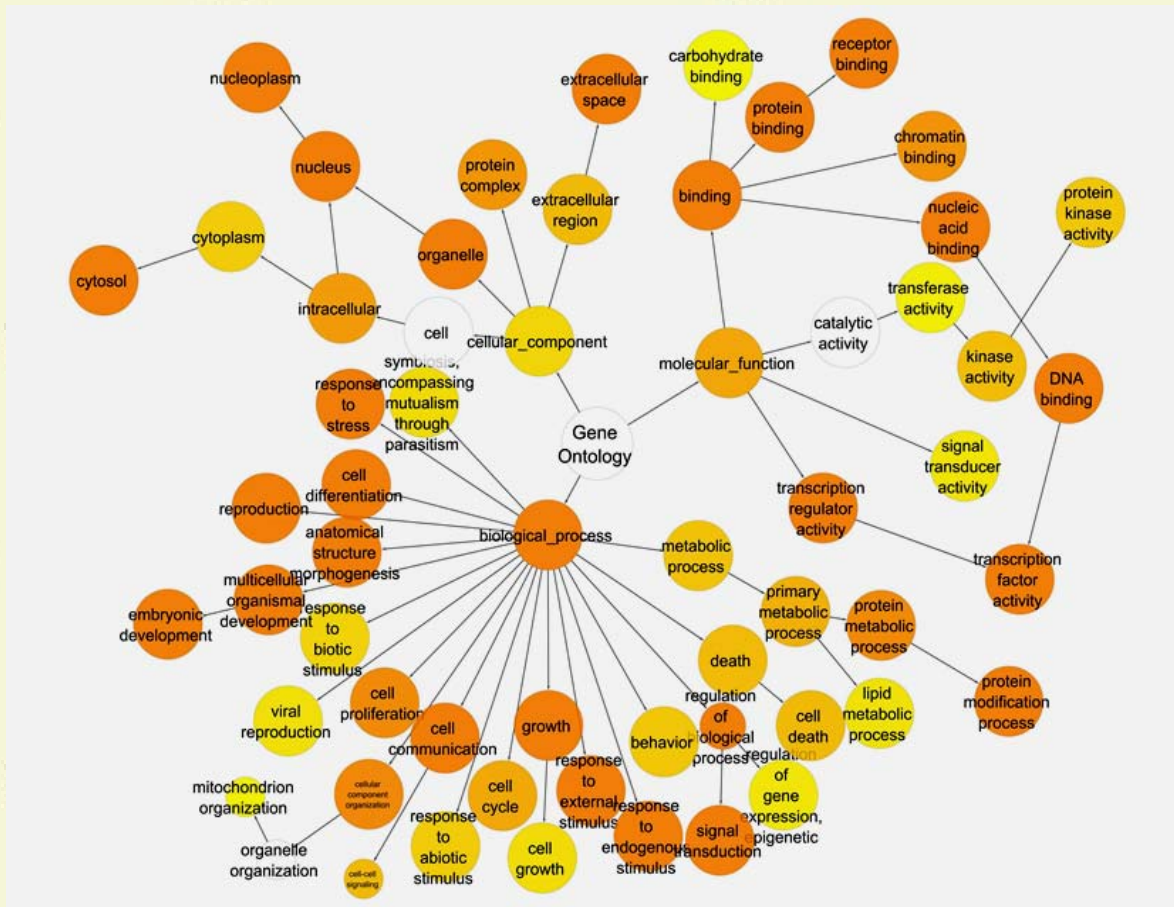 nucleoplasm
extracellular
space
carbohydrate
binding
receptor
binding
protein
binding
chromatin
binding
nucleus
protein
complex
extracellular
region
binding
nucleic
acid
binding
protein
kinase
activity
cytoplasm
organelle
cytosol
intracellular
cell
cellular_component
transferase
activity
catalytic
activity
molecular_function
kinase
activity
DNA
binding
symbiosis,
ncompassing
mutualism
through
parasitism
response
to
stress
Gene
Ontology
signal
transducer
activity
cell
differentiation
reproduction
transcription
regulator
activity
anatomical
structure
morphogenesis
biological_process
metabolic
process
transcription
factor
activity
multicellular
organismal
development
embryonic
development
response
to
biotic
stimulus
primary
metabolic
process
protein
metabolic
process
death
viral
reproduction
cell
proliferation
cell
communication
growth
behavior
regulation
of
biological
process
cell
death
lipid
metabolic
process
protein
modification
process
mitochondrion
organization
cellular
component
organization
cell
cycle
response
to
external
stimulus
regulation
of
gene
expression,
epigenetic
organelle
organization
cell-cell
signaling
response
to
abiotic
stimulus
cell
growth
response
to
endogenous
stimulus
signal
transduction